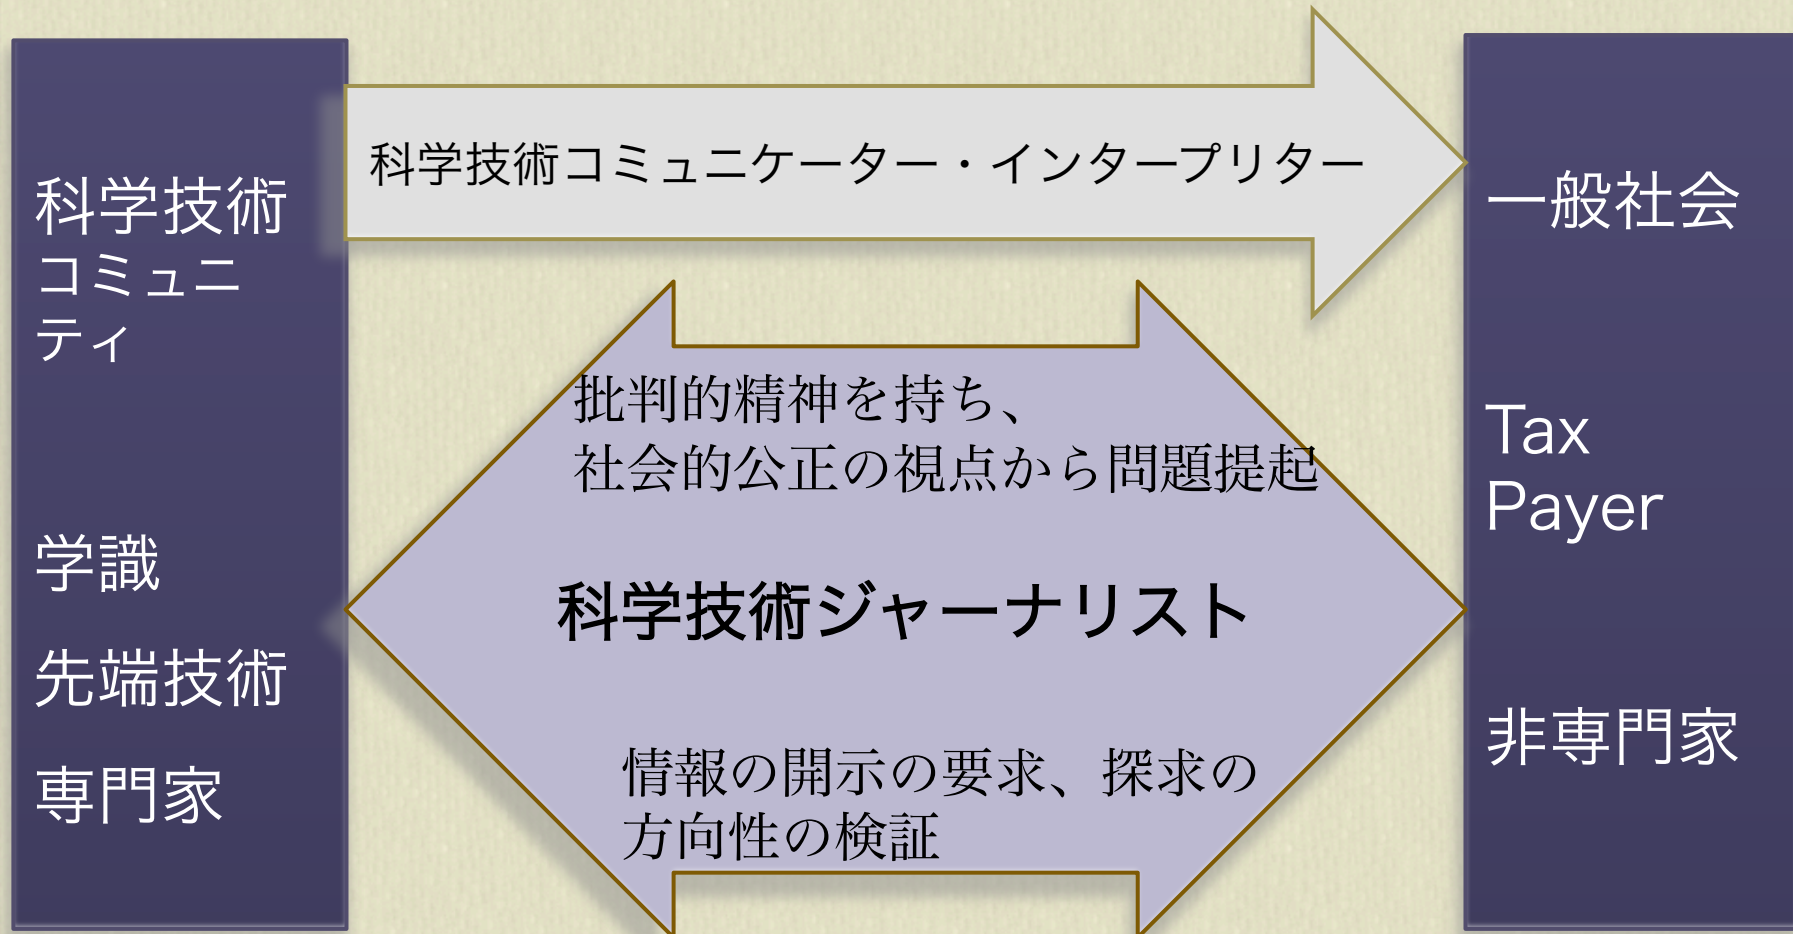 科学技術
コミュニ
ティ
学識
先端技術
専門家
科学技術コミュニケーター・インタープリター
批判的精神を持ち、
社会的公正の視点から問題提起
科学技術ジャーナリスト
情報の開示の要求、探求の
方向性の検証
一般社会
Tax
Payer
非専門家